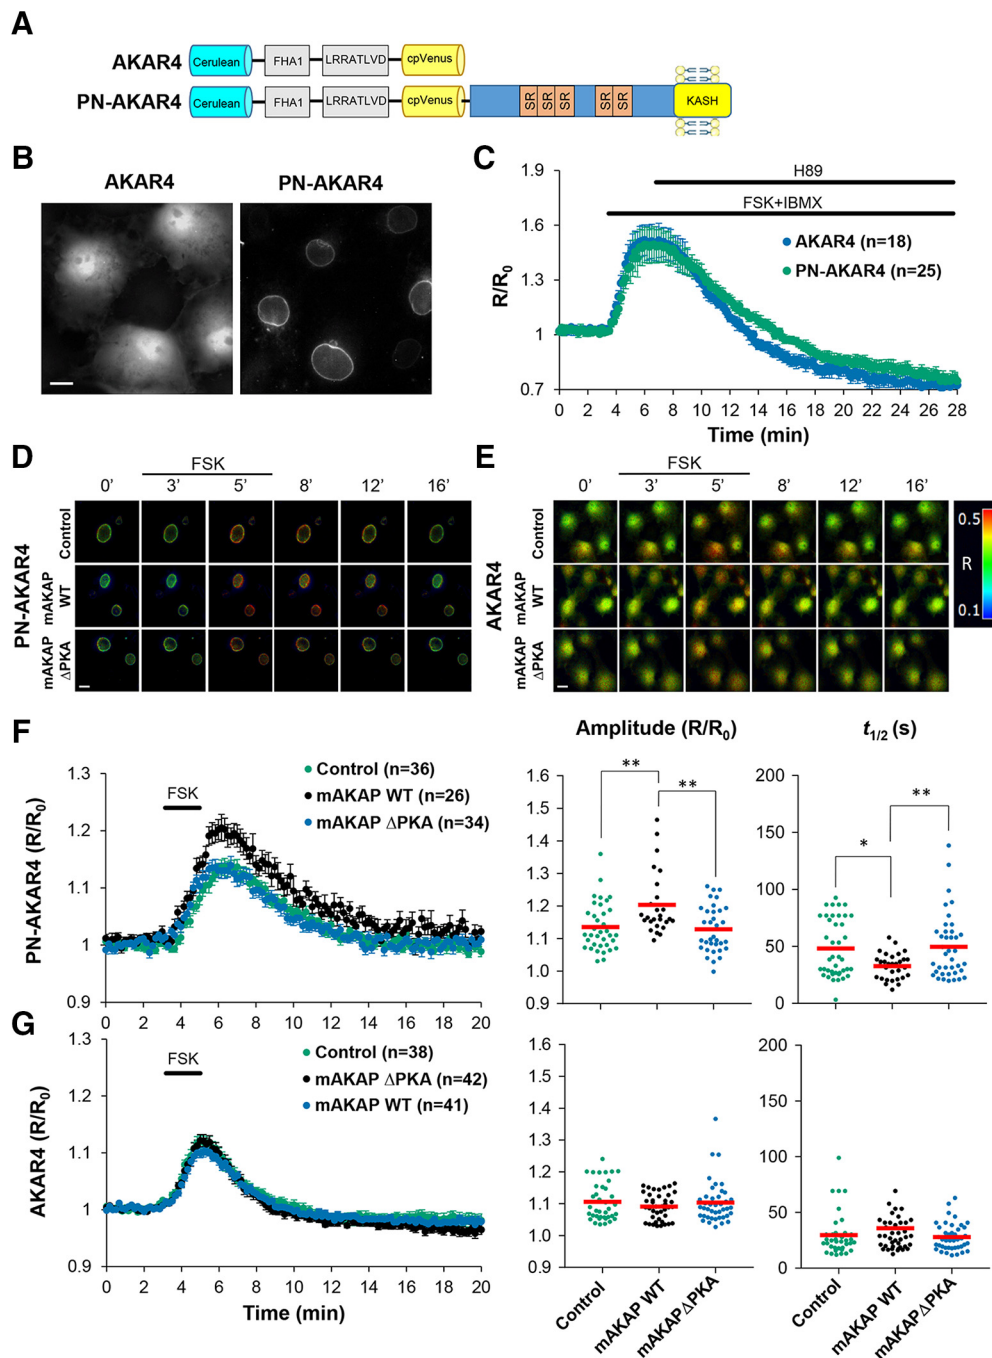 A
AKAR4
Cerulean FHA1 LRRATLVD cpVenus
PN-AKAR4
Cerulean FHA1 LRRATLVD cpVenus SR SR SR SR SR KASH
B
AKAR4 PN-AKAR4
C
1.9
1.6
1.3
1
0.7
R/R0
H89
FSK+IBMX
AKAR4 (n=18)
PN-AKAR4 (n=25)
0 2 4 6 8 10 12 14 16 18 20 22 24 26 28
Time (min)
D
FSK
0' 3' 5' 8' 12' 16'
PN-AKAR4
Control
mAKAP WT
mAKAP ΔPKA
E
FSK
0' 3' 5' 8' 12' 16'
AKAR4
Control
mAKAP WT
mAKAP ΔPKA
0.5
R
0.1
F
1.3
1.2
1.1
1
0.9
PN-AKAR4 (R/R0)
FSK
Control (n=36)
mAKAP WT (n=26)
mAKAP ΔPKA (n=34)
0 2 4 6 8 10 12 14 16 18 20
Amplitude (R/R0)
1.6
1.5
1.4
1.3
1.2
1.1
1.0
0.9
** **
t1/2 (s)
200
150
100
50
0
* **
G
1.3
1.2
1.1
1
0.9
AKAR4 (R/R0)
FSK
Control (n=38)
mAKAP ΔPKA (n=42)
mAKAP WT (n=41)
0 2 4 6 8 10 12 14 16 18 20
Time (min)
1.6
1.5
1.4
1.3
1.2
1.1
1.0
0.9
Control mAKAP WT mAKAPΔPKA
200
150
100
50
0
Control mAKAP WT mAKAPΔPKA